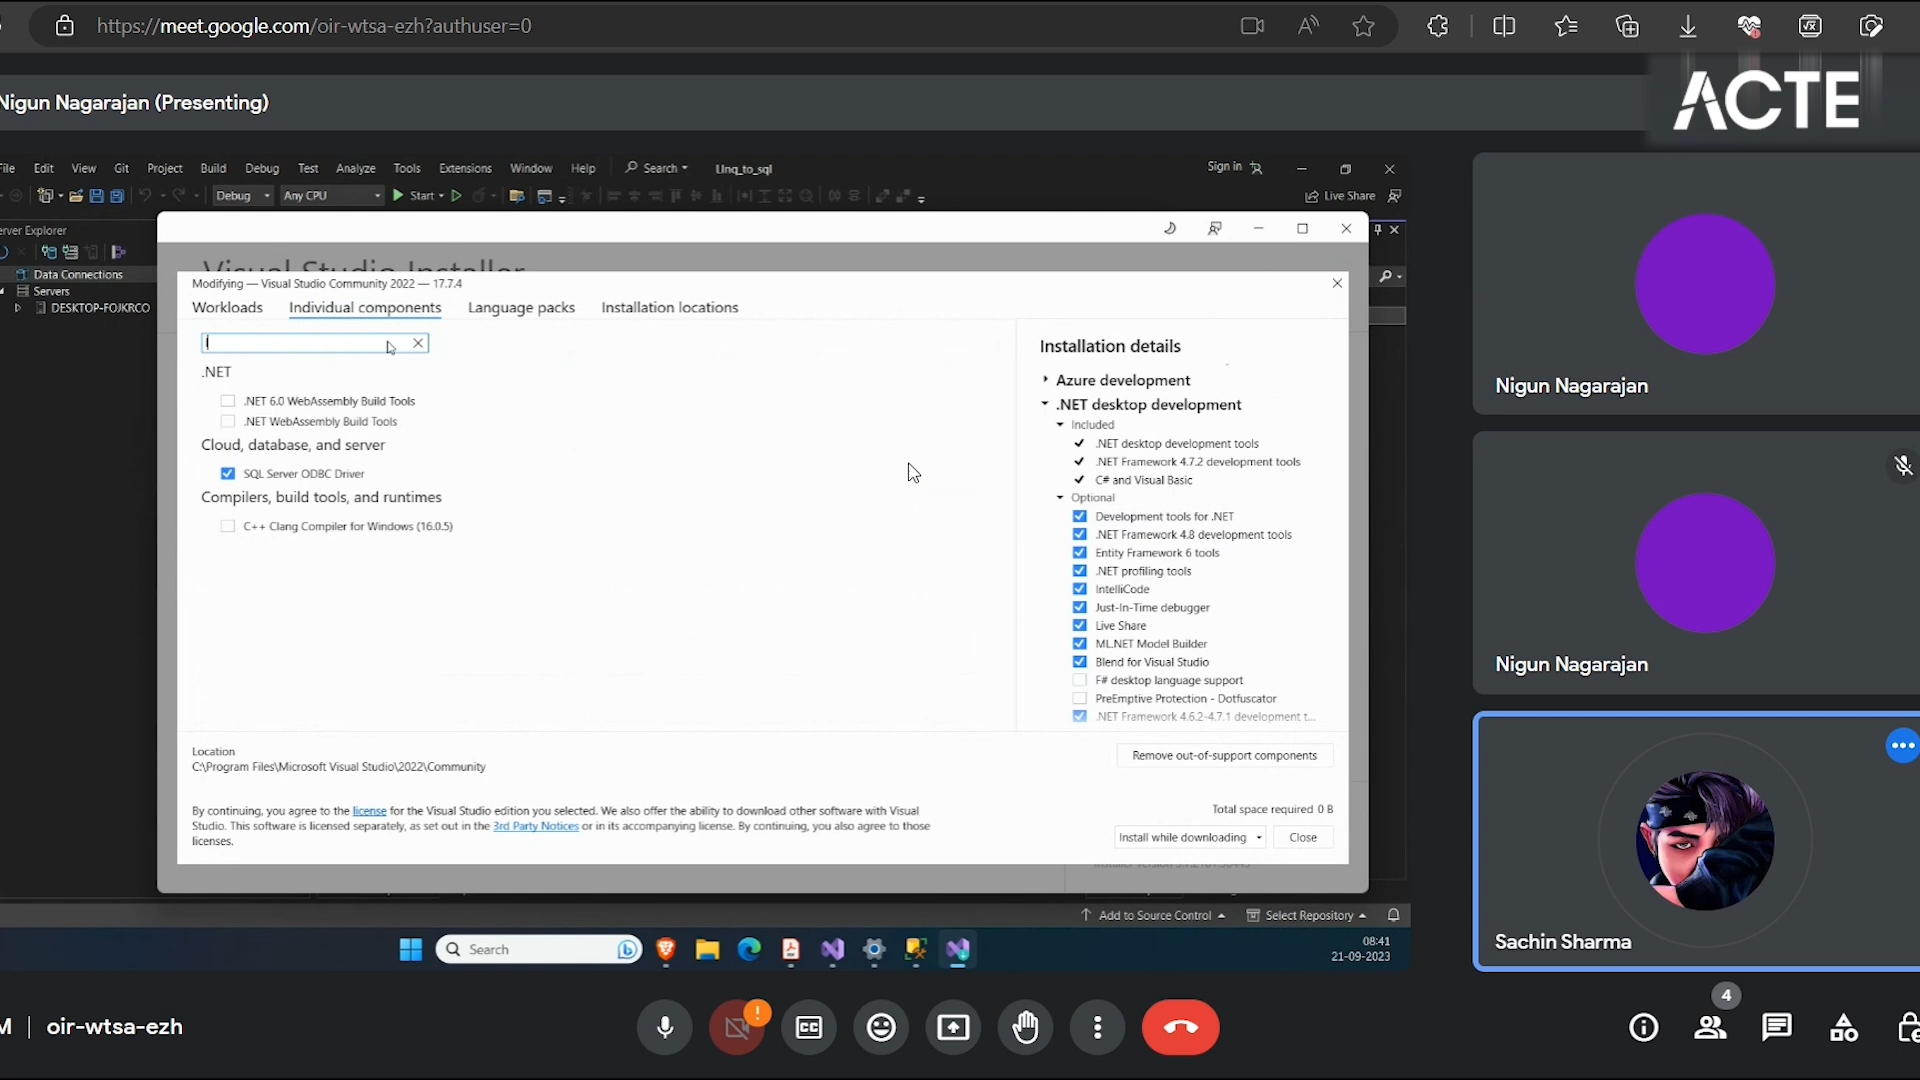 https://meet.google.com/oir-wtsa-ezh?authuser=0
ACTE
Nigun Nagarajan (Presenting)
File Edit View Git Project Build Debug Test Analyze Tools Extensions Window Help Search LInq_to_sql Sign in
Debug Any CPU Start Live Share
erver Explorer
Data Connections
Servers
DESKTOP-FOJKRCO
Visual Studio Installer
Modifying — Visual Studio Community 2022 — 17.7.4
Workloads Individual components Language packs Installation locations
l
.NET
.NET 6.0 WebAssembly Build Tools
.NET WebAssembly Build Tools
Cloud, database, and server
SQL Server ODBC Driver
Compilers, build tools, and runtimes
C++ Clang Compiler for Windows (16.0.5)
Installation details
Azure development
.NET desktop development
Included
.NET desktop development tools
.NET Framework 4.7.2 development tools
C# and Visual Basic
Optional
Development tools for .NET
.NET Framework 4.8 development tools
Entity Framework 6 tools
.NET profiling tools
IntelliCode
Just-In-Time debugger
Live Share
ML.NET Model Builder
Blend for Visual Studio
F# desktop language support
PreEmptive Protection - Dotfuscator
.NET Framework 4.6.2-4.7.1 development t...
Location
C:\Program Files\Microsoft Visual Studio\2022\Community
Remove out-of-support components
By continuing, you agree to the license for the Visual Studio edition you selected. We also offer the ability to download other software with Visual
Studio. This software is licensed separately, as set out in the 3rd Party Notices or in its accompanying license. By continuing, you also agree to those
licenses.
Total space required 0 B
Install while downloading Close
Add to Source Control Select Repository
Search
08:41
21-09-2023
Nigun Nagarajan
Nigun Nagarajan
Sachin Sharma
M | oir-wtsa-ezh
4